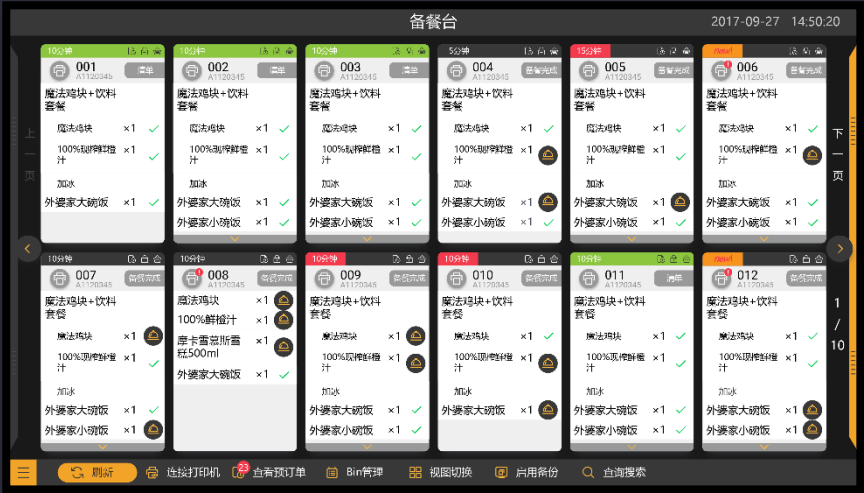 备餐台
2017-09-27 14:50:20
10分钟
001
A1120345
清单
魔法鸡块+饮料
套餐
魔法鸡块 ×1
100%现榨鲜橙 ×1
汁
加冰
外婆家大碗饭 ×1
10分钟
002
A1120345
清单
魔法鸡块+饮料
套餐
魔法鸡块 ×1
100%现榨鲜橙 ×1
汁
加冰
外婆家大碗饭 ×1
外婆家小碗饭 ×1
10分钟
003
A1120345
清单
魔法鸡块+饮料
套餐
魔法鸡块 ×1
100%现榨鲜橙 ×1
汁
加冰
外婆家大碗饭 ×1
外婆家小碗饭 ×1
5分钟
004
A1120345
备餐完成
魔法鸡块+饮料
套餐
魔法鸡块 ×1
100%现榨鲜橙 ×1
汁
加冰
外婆家大碗饭 ×1
外婆家小碗饭 ×1
15分钟
005
A1120345
备餐完成
魔法鸡块+饮料
套餐
魔法鸡块 ×1
100%现榨鲜橙 ×1
汁
加冰
外婆家大碗饭 ×1
外婆家小碗饭 ×1
new!
006
A1120345
备餐完成
魔法鸡块+饮料
套餐
魔法鸡块 ×1
100%现榨鲜橙 ×1
汁
加冰
外婆家大碗饭 ×1
外婆家小碗饭 ×1
上一页
下一页
10分钟
007
A1120345
备餐完成
魔法鸡块+饮料
套餐
魔法鸡块 ×1
100%现榨鲜橙 ×1
汁
加冰
外婆家大碗饭 ×1
外婆家小碗饭 ×1
10分钟
008
A1120345
备餐完成
魔法鸡块 ×1
100%鲜橙汁 ×1
摩卡雪慕斯雪 ×1
糕500ml
外婆家大碗饭 ×1
10分钟
009
A1120345
备餐完成
魔法鸡块+饮料
套餐
魔法鸡块 ×1
100%现榨鲜橙 ×1
汁
加冰
外婆家大碗饭 ×1
外婆家小碗饭 ×1
10分钟
010
A1120345
备餐完成
魔法鸡块+饮料
套餐
魔法鸡块 ×1
100%现榨鲜橙 ×1
汁
加冰
外婆家大碗饭 ×1
10分钟
011
A1120345
清单
魔法鸡块+饮料
套餐
魔法鸡块 ×1
100%现榨鲜橙 ×1
汁
加冰
外婆家大碗饭 ×1
外婆家小碗饭 ×1
new!
012
A1120345
备餐完成
魔法鸡块+饮料
套餐
魔法鸡块 ×1
100%现榨鲜橙 ×1
汁
加冰
外婆家大碗饭 ×1
外婆家小碗饭 ×1
1
/
10
刷新
连接打印机
23
查看预订单
Bin管理
视图切换
启用备份
查询搜索